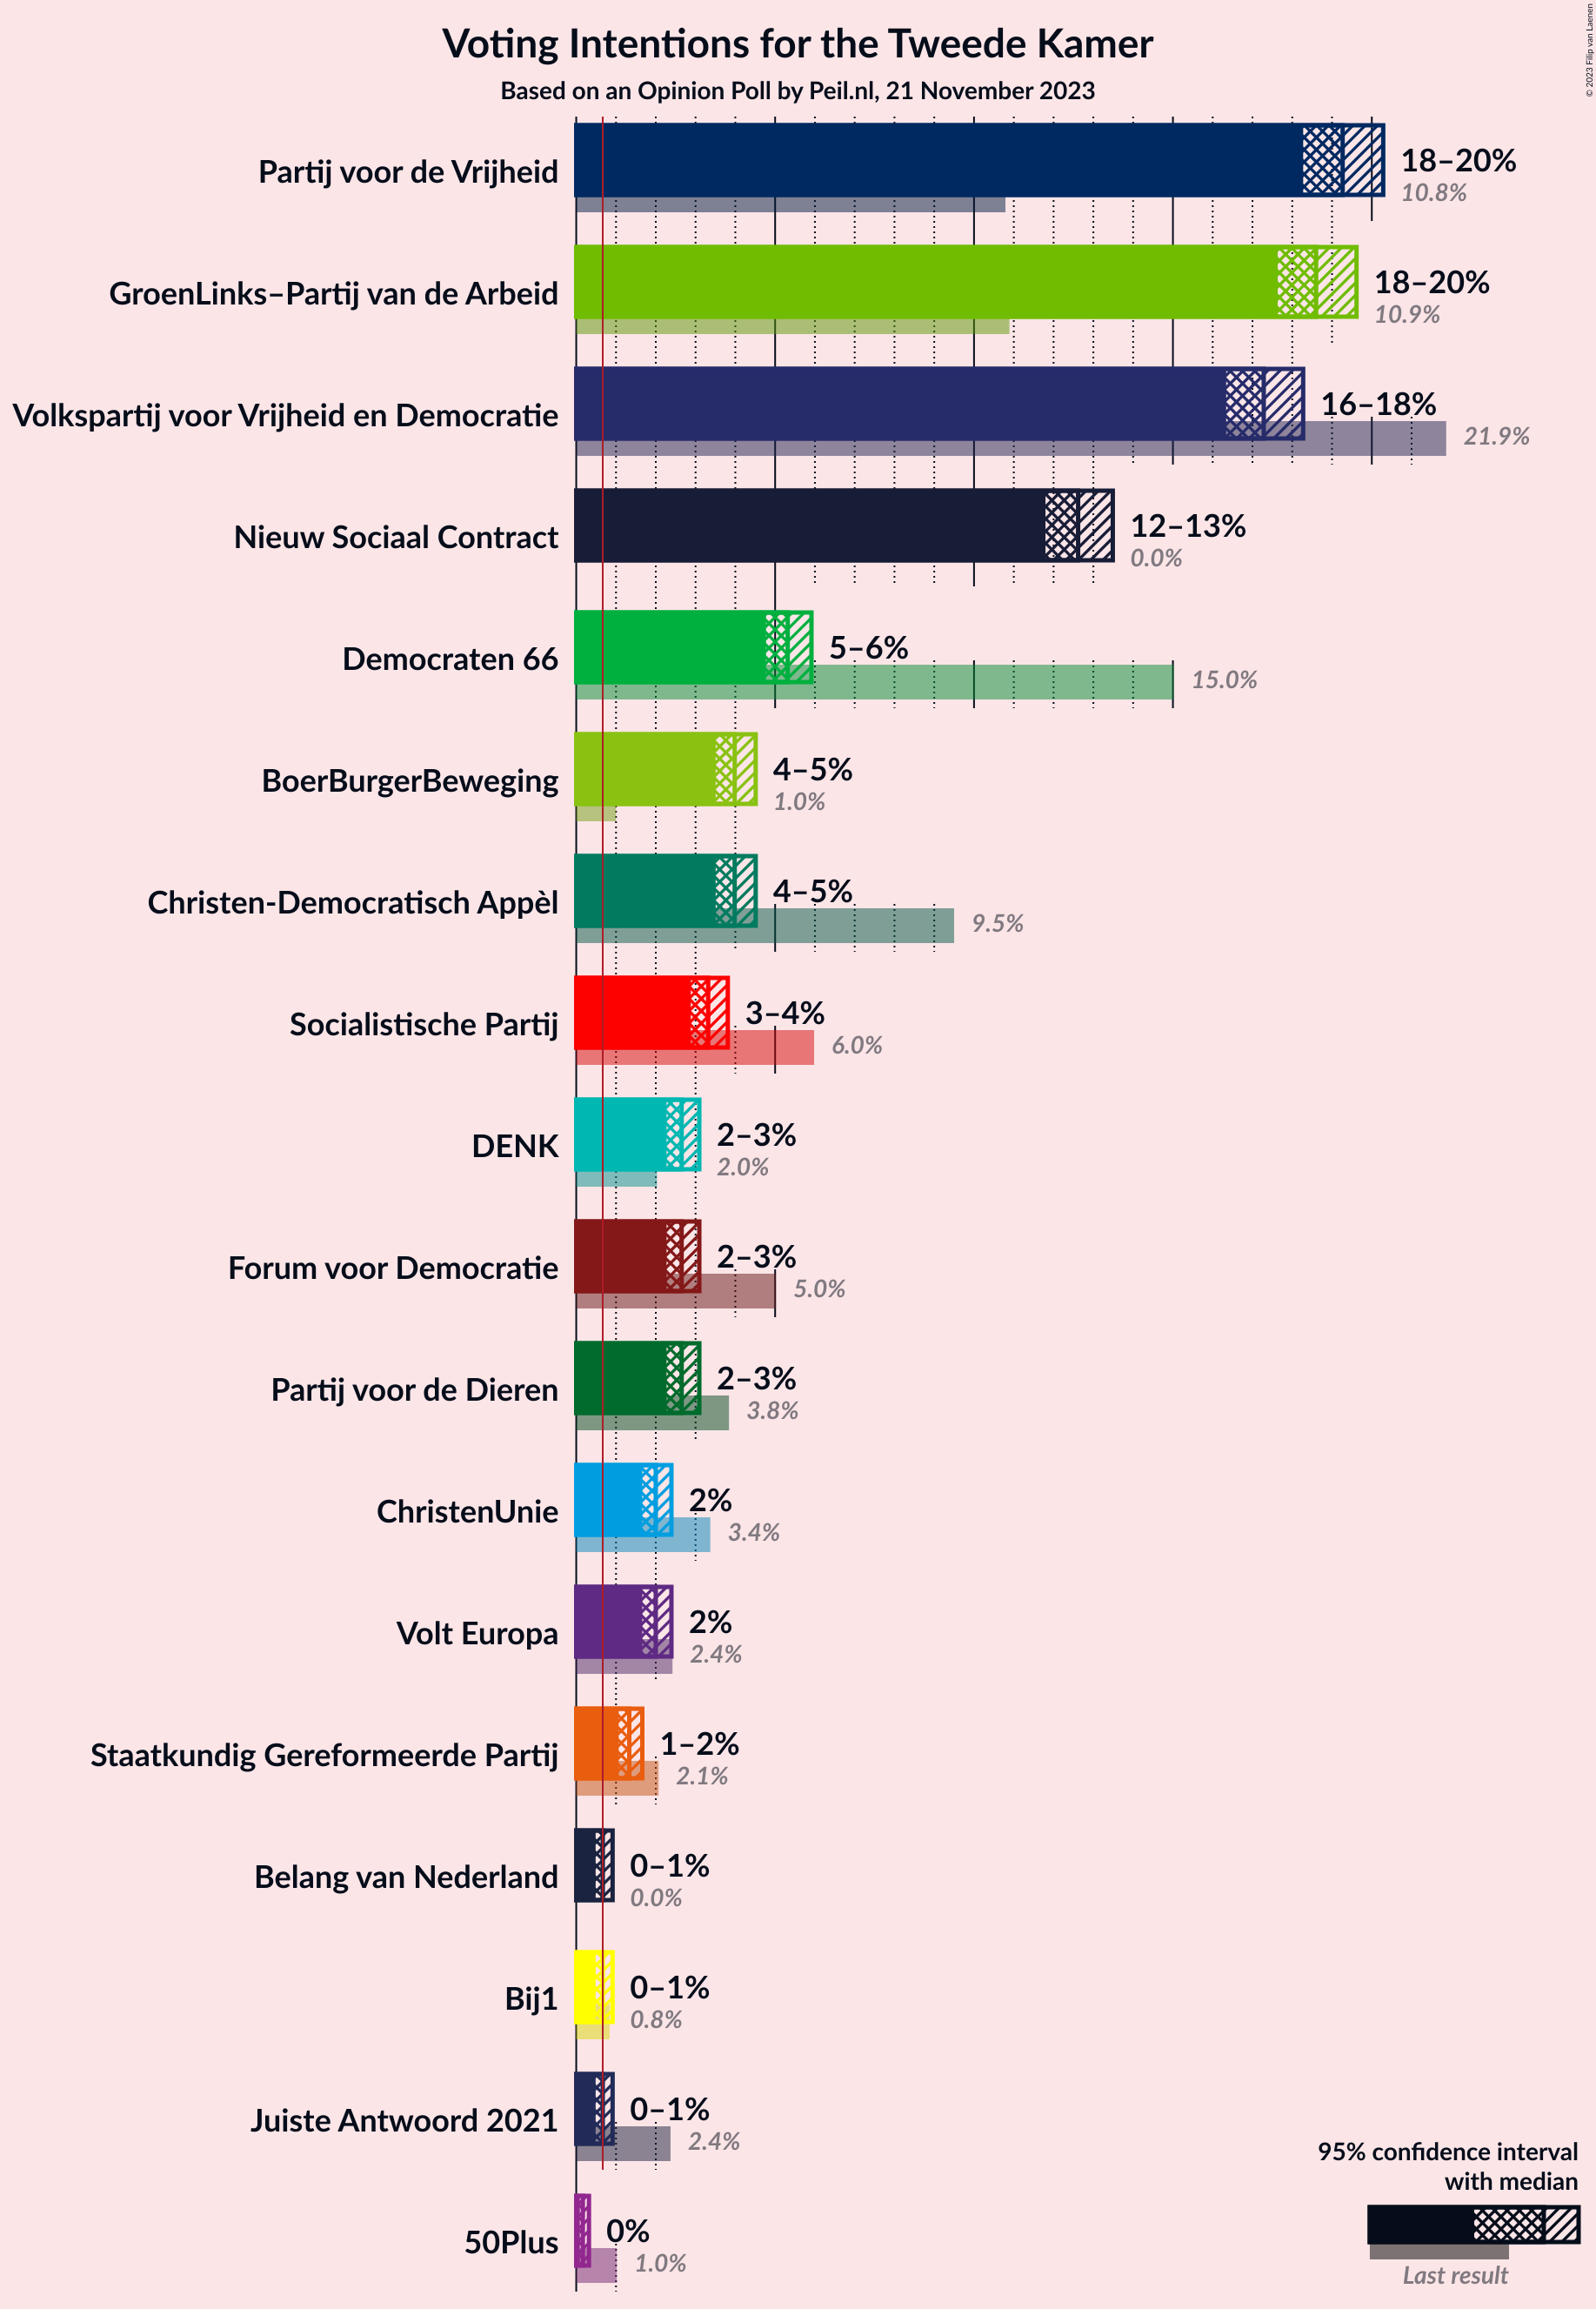 Voting Intentions for the Tweede Kamer
Based on an Opinion Poll by Peil.nl, 21 November 2023
© 2023 Filip van Laenen
Partij voor de Vrijheid
18–20%
10.8%
GroenLinks–Partij van de Arbeid
18–20%
10.9%
Volkspartij voor Vrijheid en Democratie
16–18%
21.9%
Nieuw Sociaal Contract
12–13%
0.0%
Democraten 66
5–6%
15.0%
BoerBurgerBeweging
4–5%
1.0%
Christen-Democratisch Appèl
4–5%
9.5%
Socialistische Partij
3–4%
6.0%
DENK
2–3%
2.0%
Forum voor Democratie
2–3%
5.0%
Partij voor de Dieren
2–3%
3.8%
ChristenUnie
2%
3.4%
Volt Europa
2%
2.4%
Staatkundig Gereformeerde Partij
1–2%
2.1%
Belang van Nederland
0–1%
0.0%
Bij1
0–1%
0.8%
Juiste Antwoord 2021
0–1%
2.4%
50Plus
0%
1.0%
95% confidence interval
with median
Last result